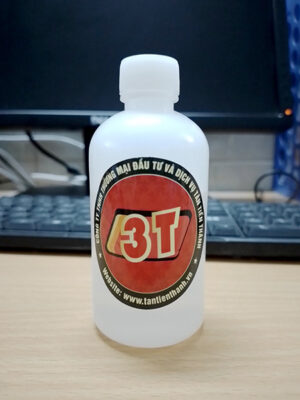 CÔNG TY TNHH THƯƠNG MẠI ĐẦU TƯ VÀ DỊCH VỤ TÂN TIẾN THÀNH
3T
Website: www.tantienthanh.vn